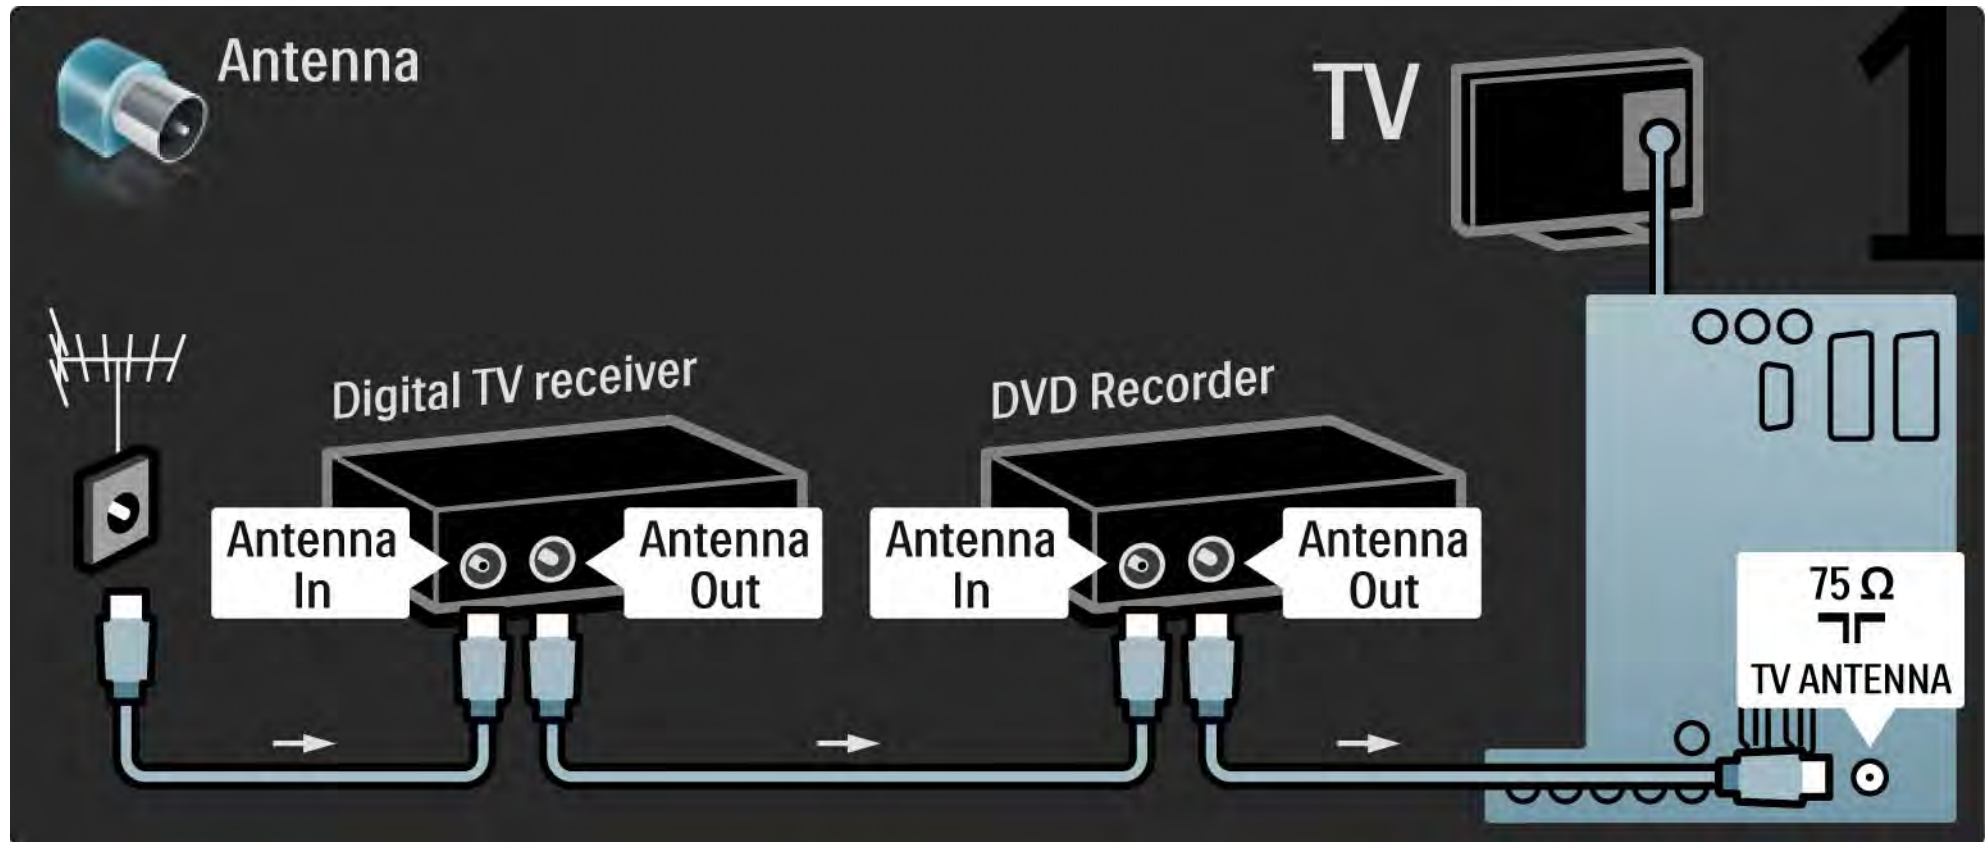 Antenna
TV
1
Digital TV receiver
DVD Recorder
Antenna
In
Antenna
Out
Antenna
In
Antenna
Out
75 Ω
TV ANTENNA